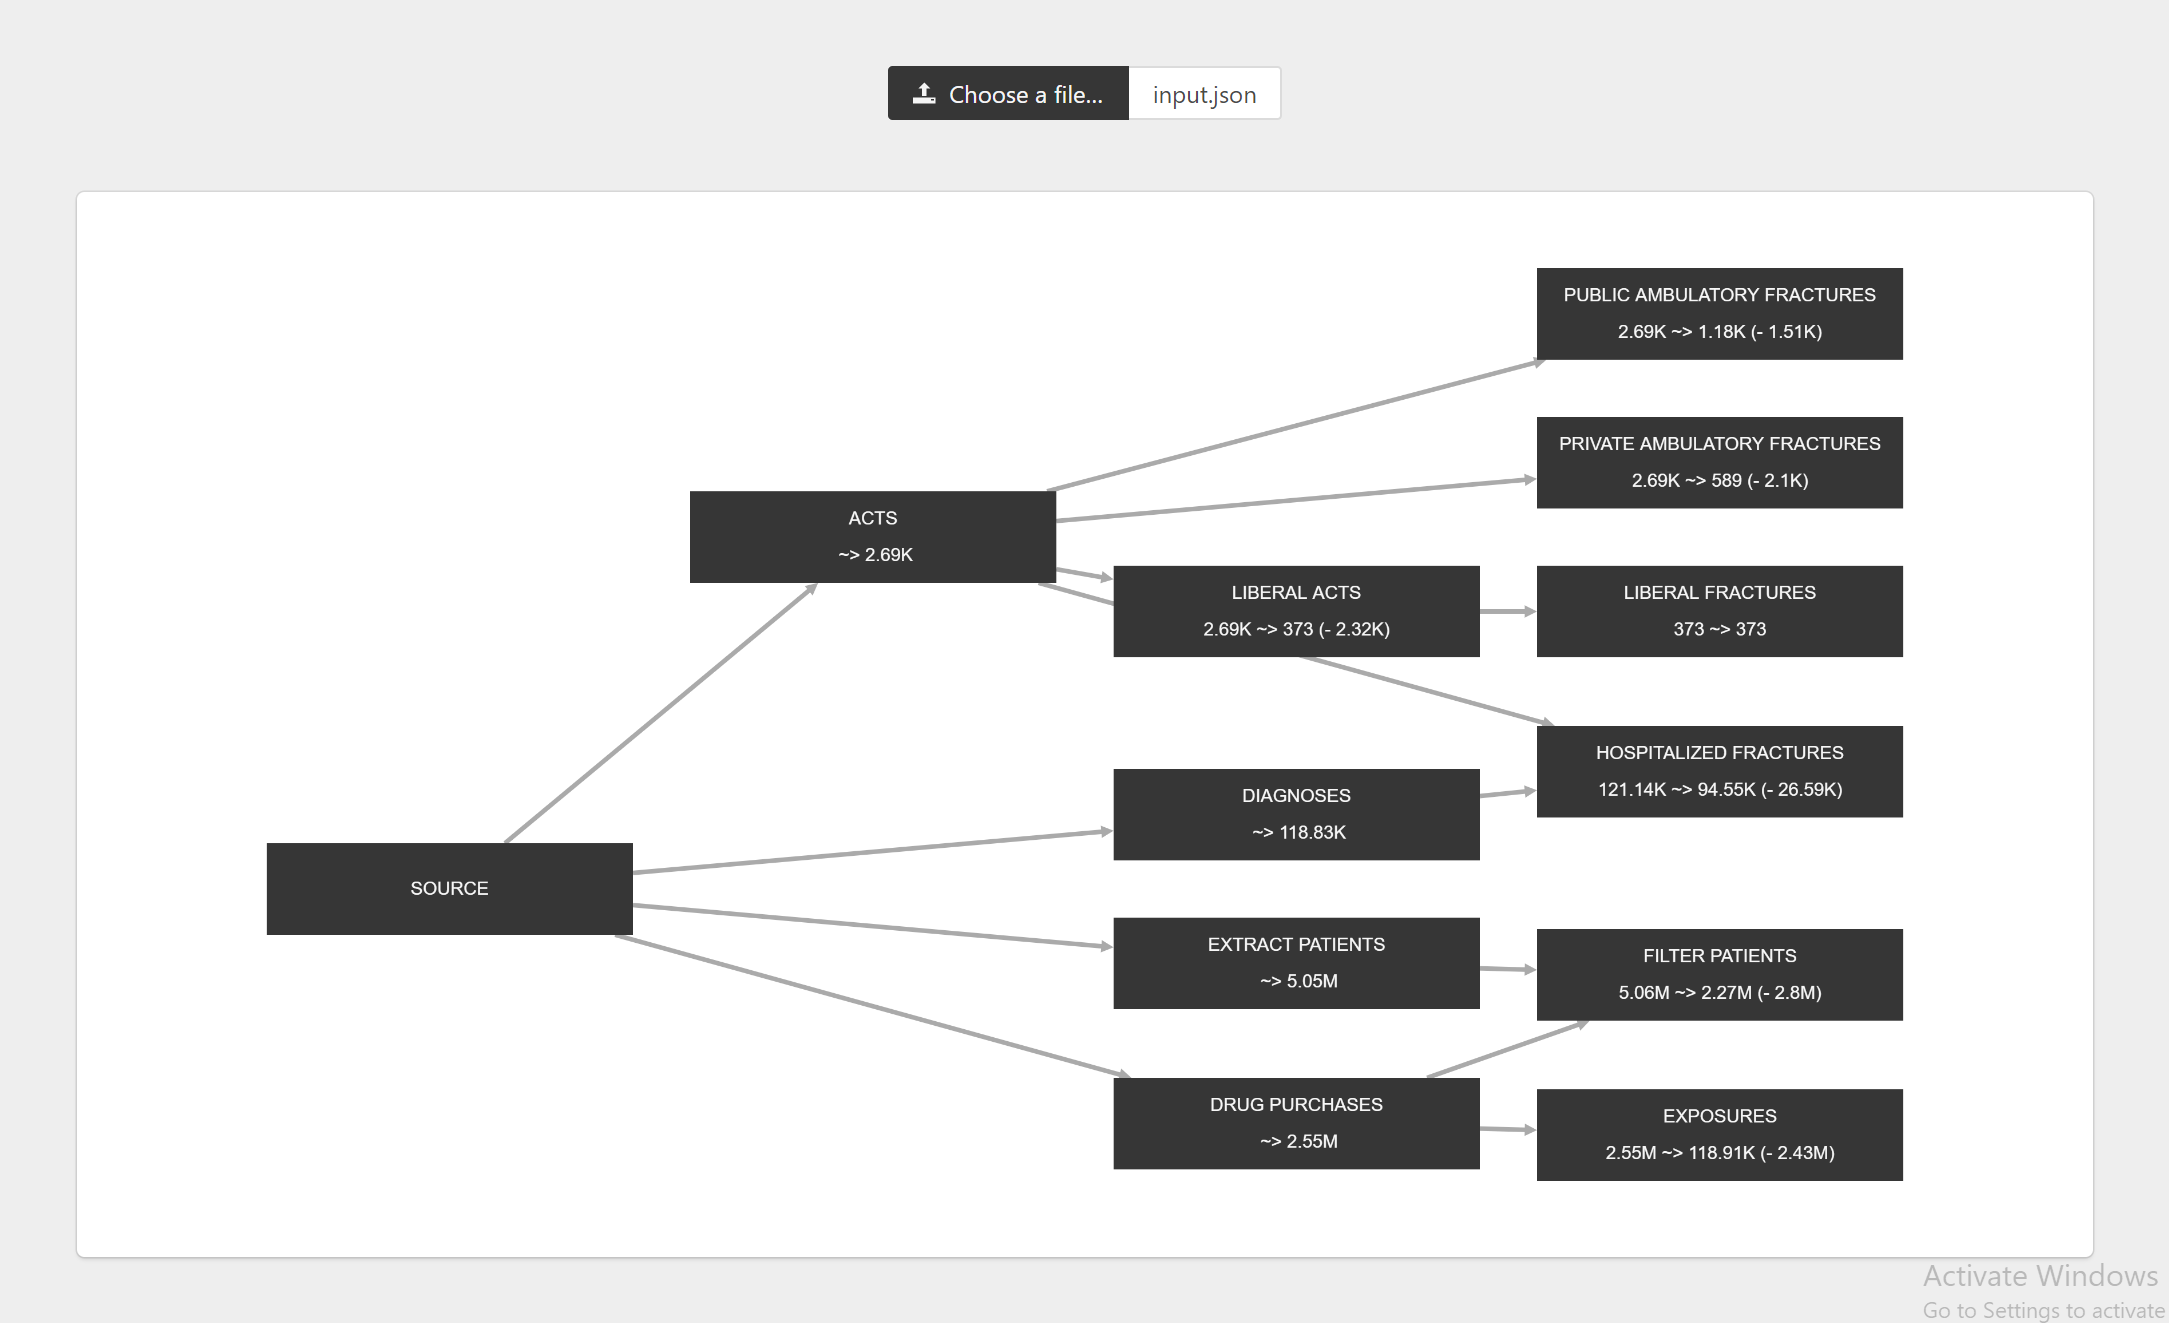 Choose a file...
input.json
PUBLIC AMBULATORY FRACTURES
2.69K ~> 1.18K (- 1.51K)
PRIVATE AMBULATORY FRACTURES
2.69K ~> 589 (- 2.1K)
ACTS
~> 2.69K
LIBERAL ACTS
2.69K ~> 373 (- 2.32K)
LIBERAL FRACTURES
373 ~> 373
HOSPITALIZED FRACTURES
121.14K ~> 94.55K (- 26.59K)
DIAGNOSES
~> 118.83K
SOURCE
EXTRACT PATIENTS
~> 5.05M
FILTER PATIENTS
5.06M ~> 2.27M (- 2.8M)
DRUG PURCHASES
~> 2.55M
EXPOSURES
2.55M ~> 118.91K (- 2.43M)
Activate Windows
Go to Settings to activate